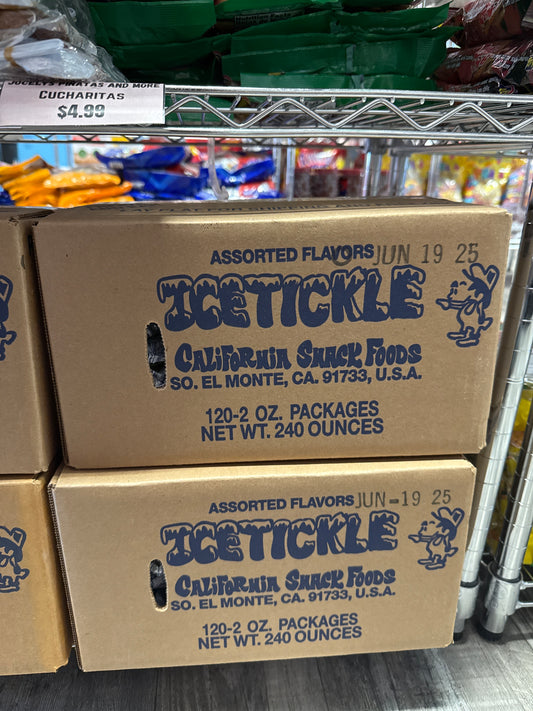 JOCELYS PIÑATAS AND MORE
CUCHARITAS
$4.99
ASSORTED FLAVORS JUN 19 25
ICETICKLE
CALIFORNIA SNACK FOODS
SO. EL MONTE, CA. 91733, U.S.A.
120-2 OZ. PACKAGES
NET WT. 240 OUNCES
ASSORTED FLAVORS JUN-19 25
ICETICKLE
CALIFORNIA SNACK FOODS
SO. EL MONTE, CA. 91733, U.S.A.
120-2 OZ. PACKAGES
NET WT. 240 OUNCES